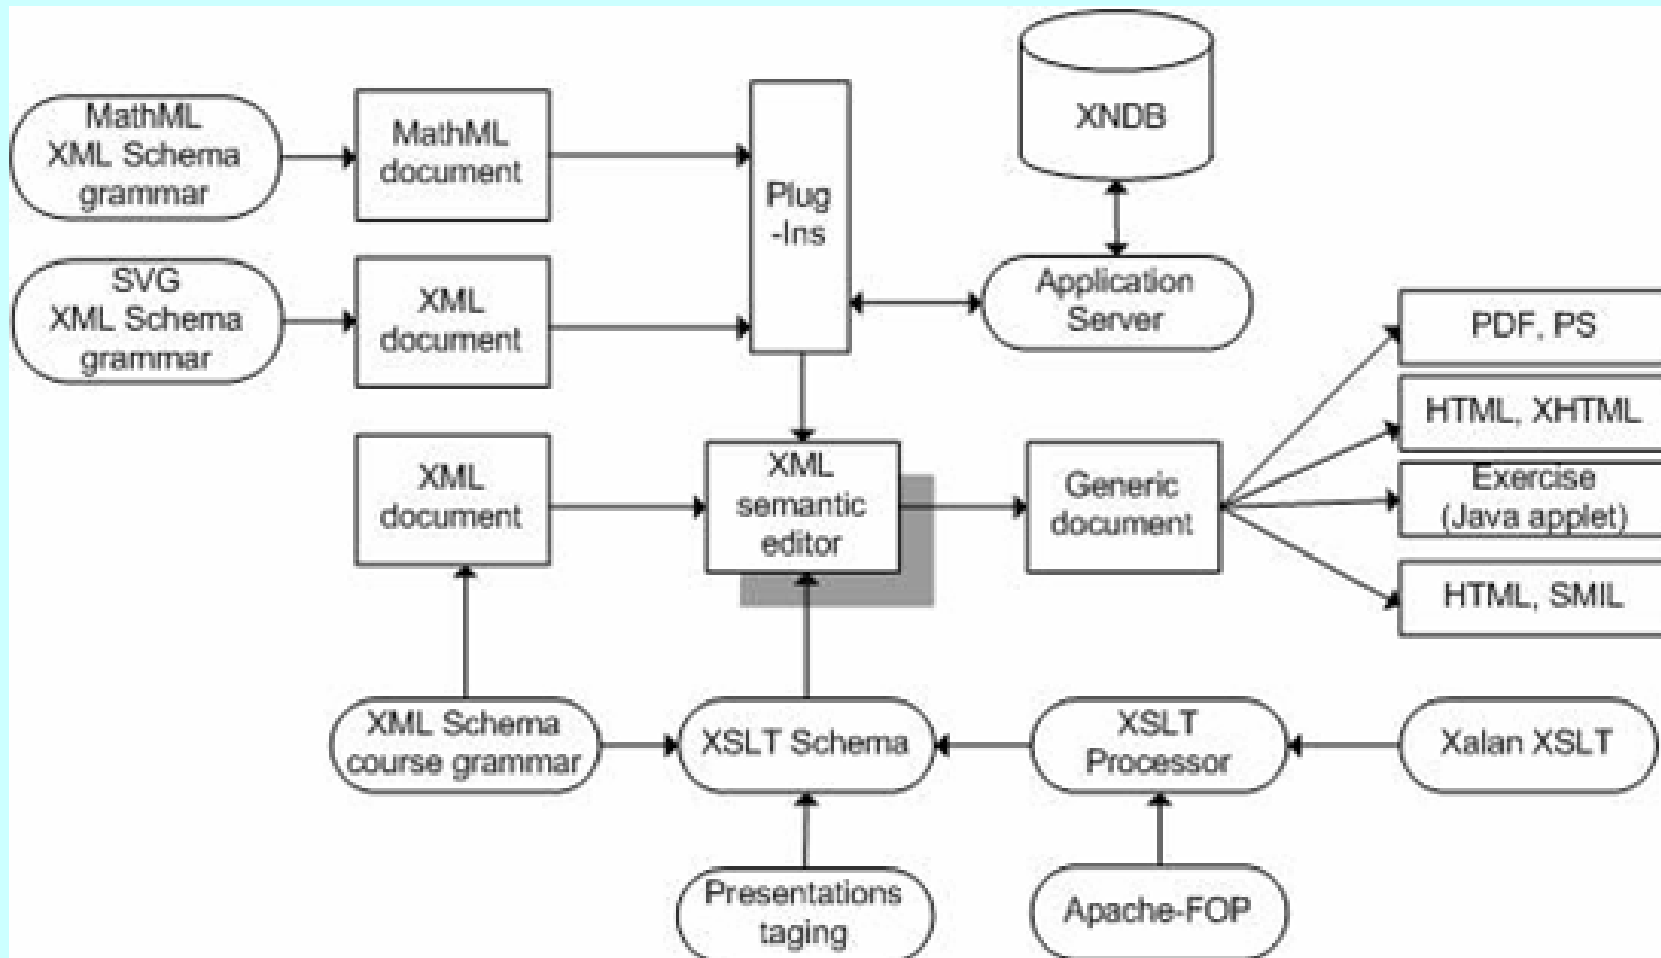 MathML
XML Schema
grammar
MathML
document
Plug
-Ins
XNDB
SVG
XML Schema
grammar
XML
document
Application
Server
PDF, PS
HTML, XHTML
Exercise
(Java applet)
HTML, SMIL
XML
document
XML
semantic
editor
Generic
document
XML Schema
course grammar
XSLT Schema
XSLT
Processor
Xalan XSLT
Presentations
taging
Apache-FOP